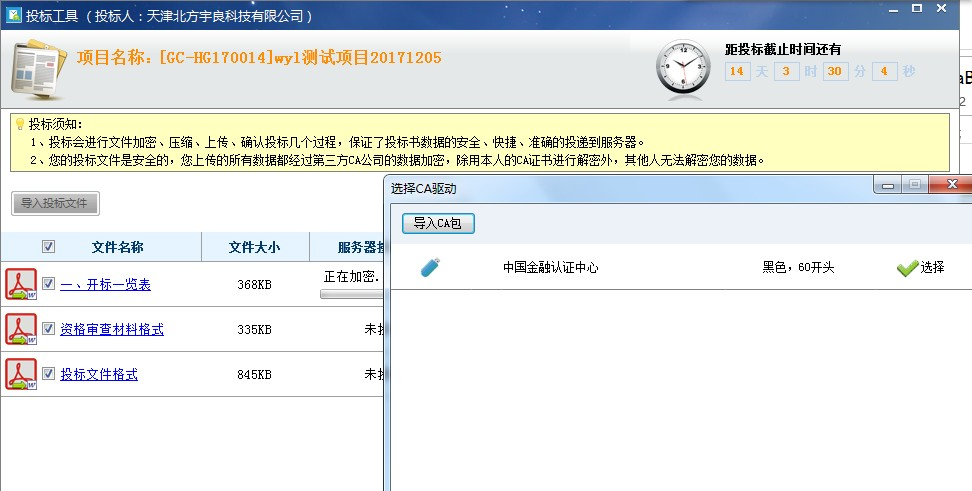 投标工具 （ 投标人：天津北方宇良科技有限公司 ）
项目名称：[GC-HG170014]wyl测试项目20171205
距投标截止时间还有
14 天 3 时 30 分 4 秒
投标须知：
1、投标会进行文件加密、压缩、上传、确认投标几个过程，保证了投标书数据的安全、快捷、准确的投递到服务器。
2、您的投标文件是安全的，您上传的所有数据都经过第三方CA公司的数据加密，除用本人的CA证书进行解密外，其他人无法解密您的数据。
导入投标文件
文件名称 文件大小 服务器
一、开标一览表 368KB 正在加密.
资格审查材料格式 335KB 未
投标文件格式 845KB 未
选择CA驱动
导入CA包
中国金融认证中心 黑色，60开头 选择
aB
2